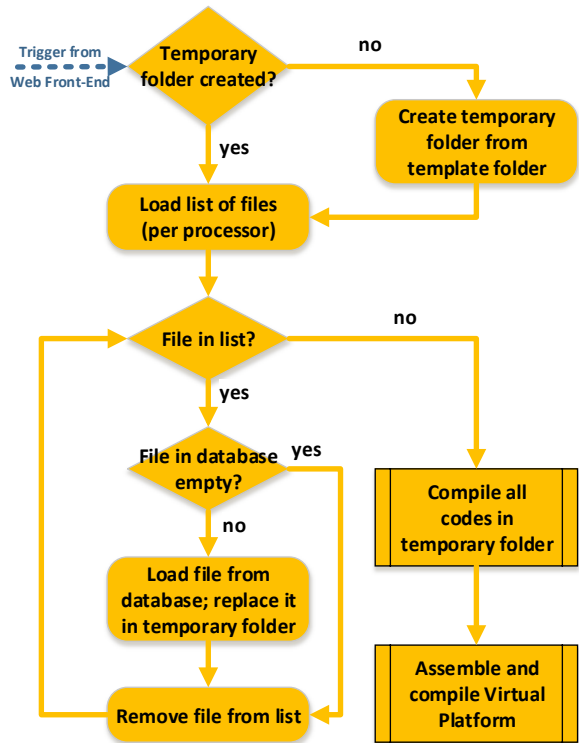 Trigger from
Web Front-End
Temporary
folder created?
no
yes
Create temporary
folder from
template folder
Load list of files
(per processor)
File in list?
no
yes
File in database
empty?
yes
no
Load file from
database; replace it
in temporary folder
Remove file from list
Compile all
codes in
temporary folder
Assemble and
compile Virtual
Platform